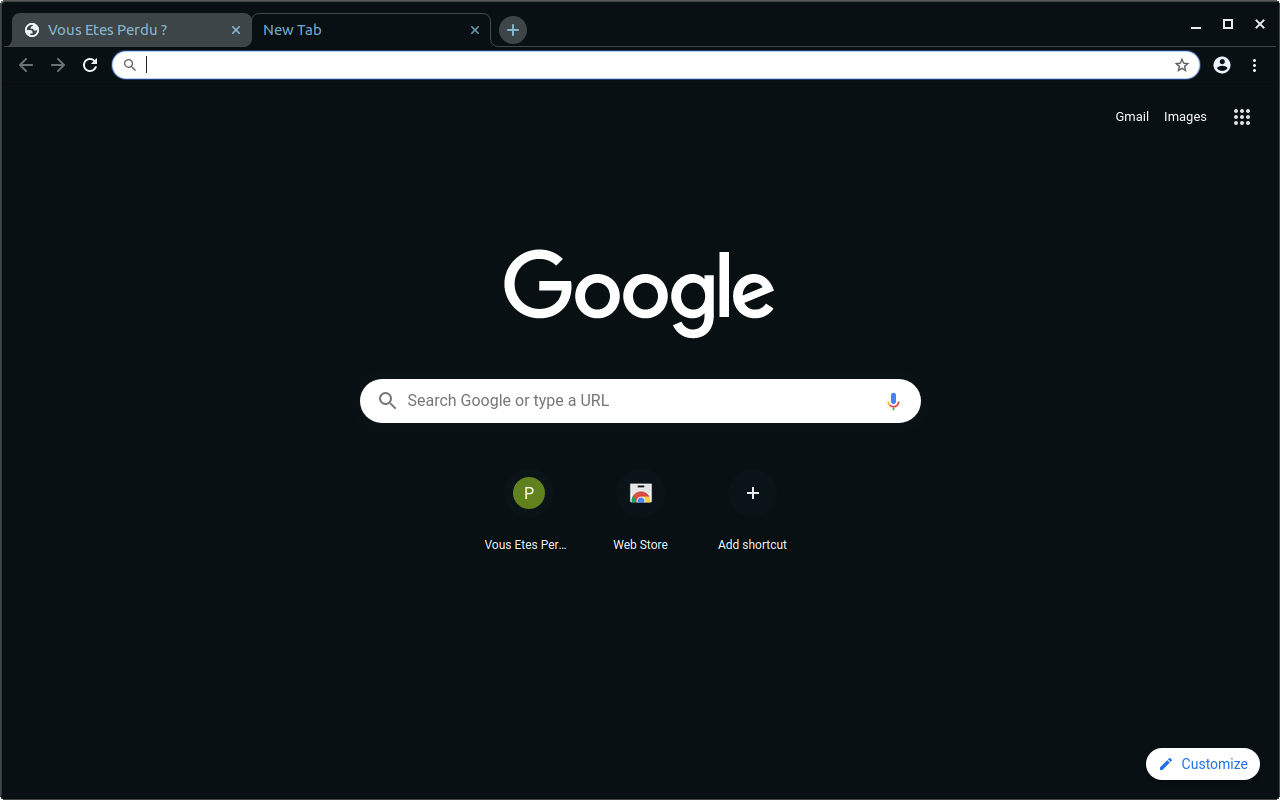 Vous Etes Perdu ?
New Tab
Gmail
Images
Google
Search Google or type a URL
P
Vous Etes Per...
Web Store
Add shortcut
Customize